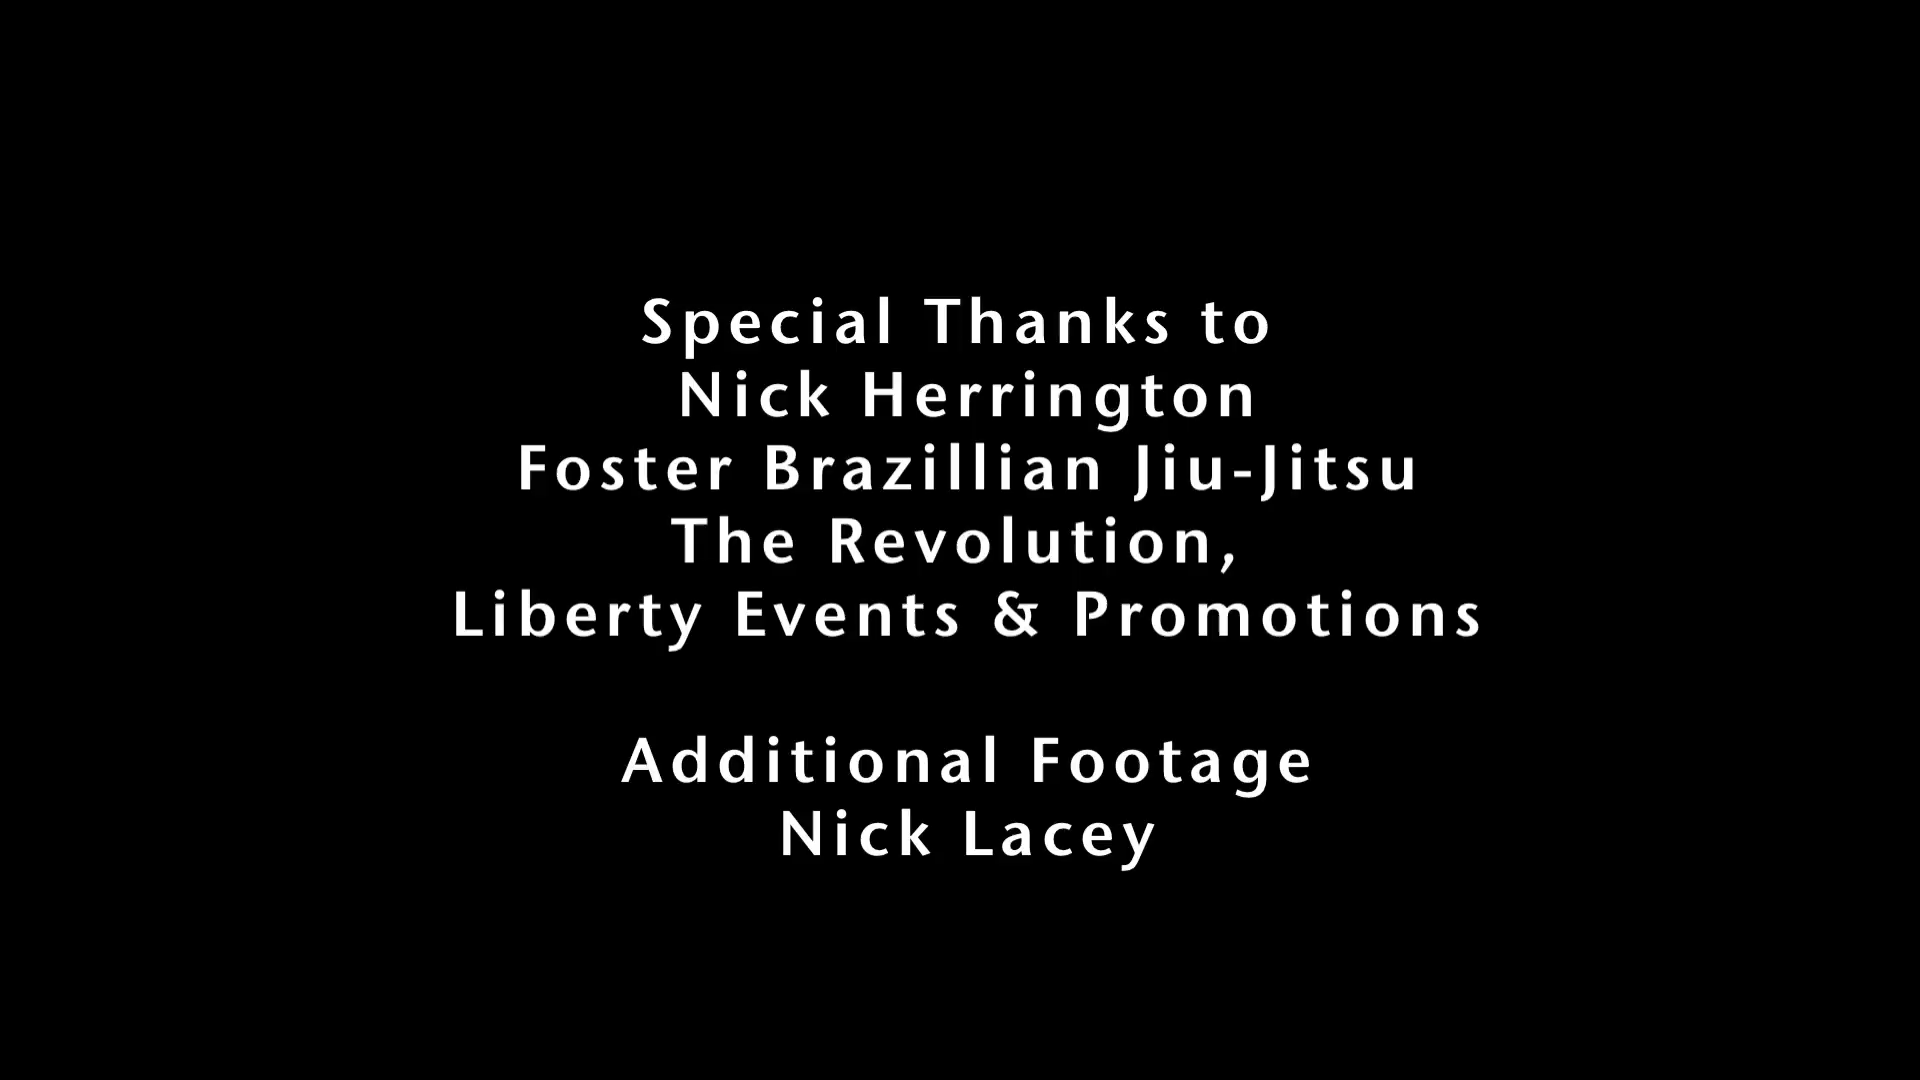 Special Thanks to
Nick Herrington
Foster Brazillian Jiu-Jitsu
The Revolution,
Liberty Events & Promotions
Additional Footage
Nick Lacey